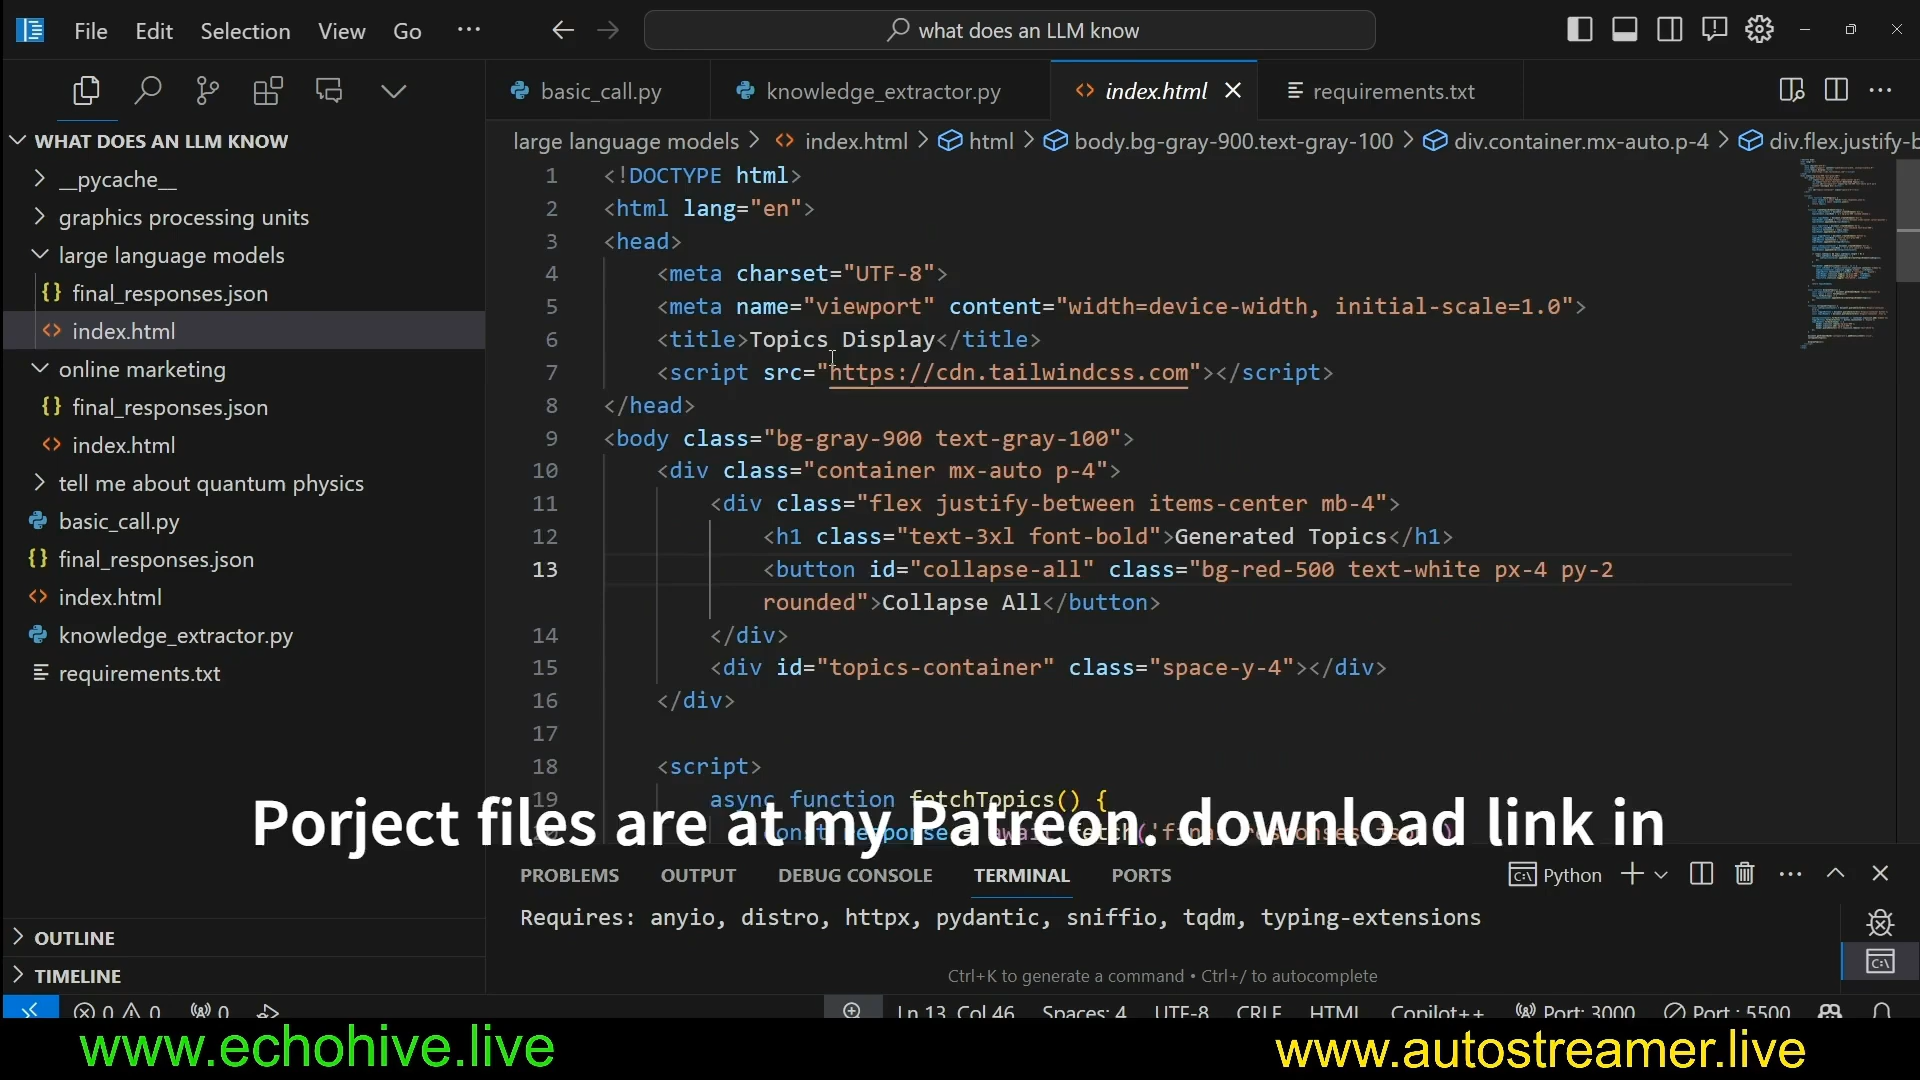 File Edit Selection View Go ... what does an LLM know
basic_call.py knowledge_extractor.py index.html requirements.txt
WHAT DOES AN LLM KNOW
__pycache__
graphics processing units
large language models
final_responses.json
index.html
online marketing
final_responses.json
index.html
tell me about quantum physics
basic_call.py
final_responses.json
index.html
knowledge_extractor.py
requirements.txt
OUTLINE
TIMELINE
large language models > index.html > html > body.bg-gray-900.text-gray-100 > div.container.mx-auto.p-4 > div.flex.justify-b
1 <!DOCTYPE html>
2 <html lang="en">
3 <head>
4 <meta charset="UTF-8">
5 <meta name="viewport" content="width=device-width, initial-scale=1.0">
6 <title>Topics Display</title>
7 <script src="https://cdn.tailwindcss.com"></script>
8 </head>
9 <body class="bg-gray-900 text-gray-100">
10 <div class="container mx-auto p-4">
11 <div class="flex justify-between items-center mb-4">
12 <h1 class="text-3xl font-bold">Generated Topics</h1>
13 <button id="collapse-all" class="bg-red-500 text-white px-4 py-2
rounded">Collapse All</button>
14 </div>
15 <div id="topics-container" class="space-y-4"></div>
16 </div>
17
18 <script>
19 async function fetchTopics() {
const response = await fetch('final_responses.json')
Porject files are at my Patreon. download link in
PROBLEMS OUTPUT DEBUG CONSOLE TERMINAL PORTS Python
Requires: anyio, distro, httpx, pydantic, sniffio, tqdm, typing-extensions
Ctrl+K to generate a command • Ctrl+/ to autocomplete
0 0 0 Ln 13, Col 46 Spaces: 4 UTF-8 CRLF HTML Copilot++ Port: 3000 Port : 5500
www.echohive.live www.autostreamer.live